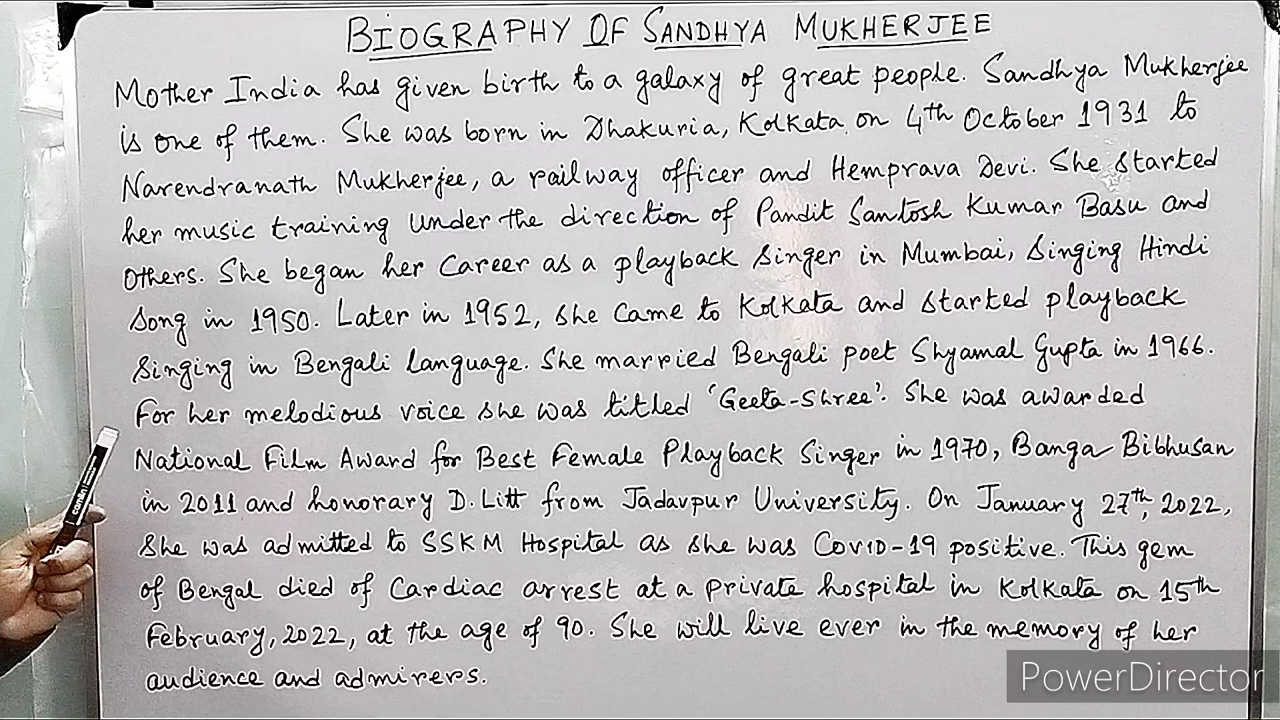 BIOGRAPHY OF SANDHYA MUKHERJEE
Mother India has given birth to a galaxy of great people. Sandhya Mukherjee
is one of them. She was born in Dhakuria, Kolkata on 4th October 1931 to
Narendranath Mukherjee, a railway officer and Hemprava Devi. She started
her music training under the direction of Pandit Santosh Kumar Basu and
others. She began her career as a playback singer in Mumbai, singing Hindi
song in 1950. Later in 1952, she came to Kolkata and started playback
singing in Bengali language. She married Bengali poet Shyamal Gupta in 1966.
For her melodious voice she was titled 'Geeta-Shree'. She was awarded
National Film Award for Best Female Playback Singer in 1970, Banga Bibhusan
in 2011 and honorary D.Litt from Jadavpur University. On January 27th, 2022,
she was admitted to SSKM Hospital as she was COVID-19 positive. This gem
of Bengal died of Cardiac arrest at a private hospital in Kolkata on 15th
February, 2022, at the age of 90. She will live ever in the memory of her
audience and admirers.
PowerDirector